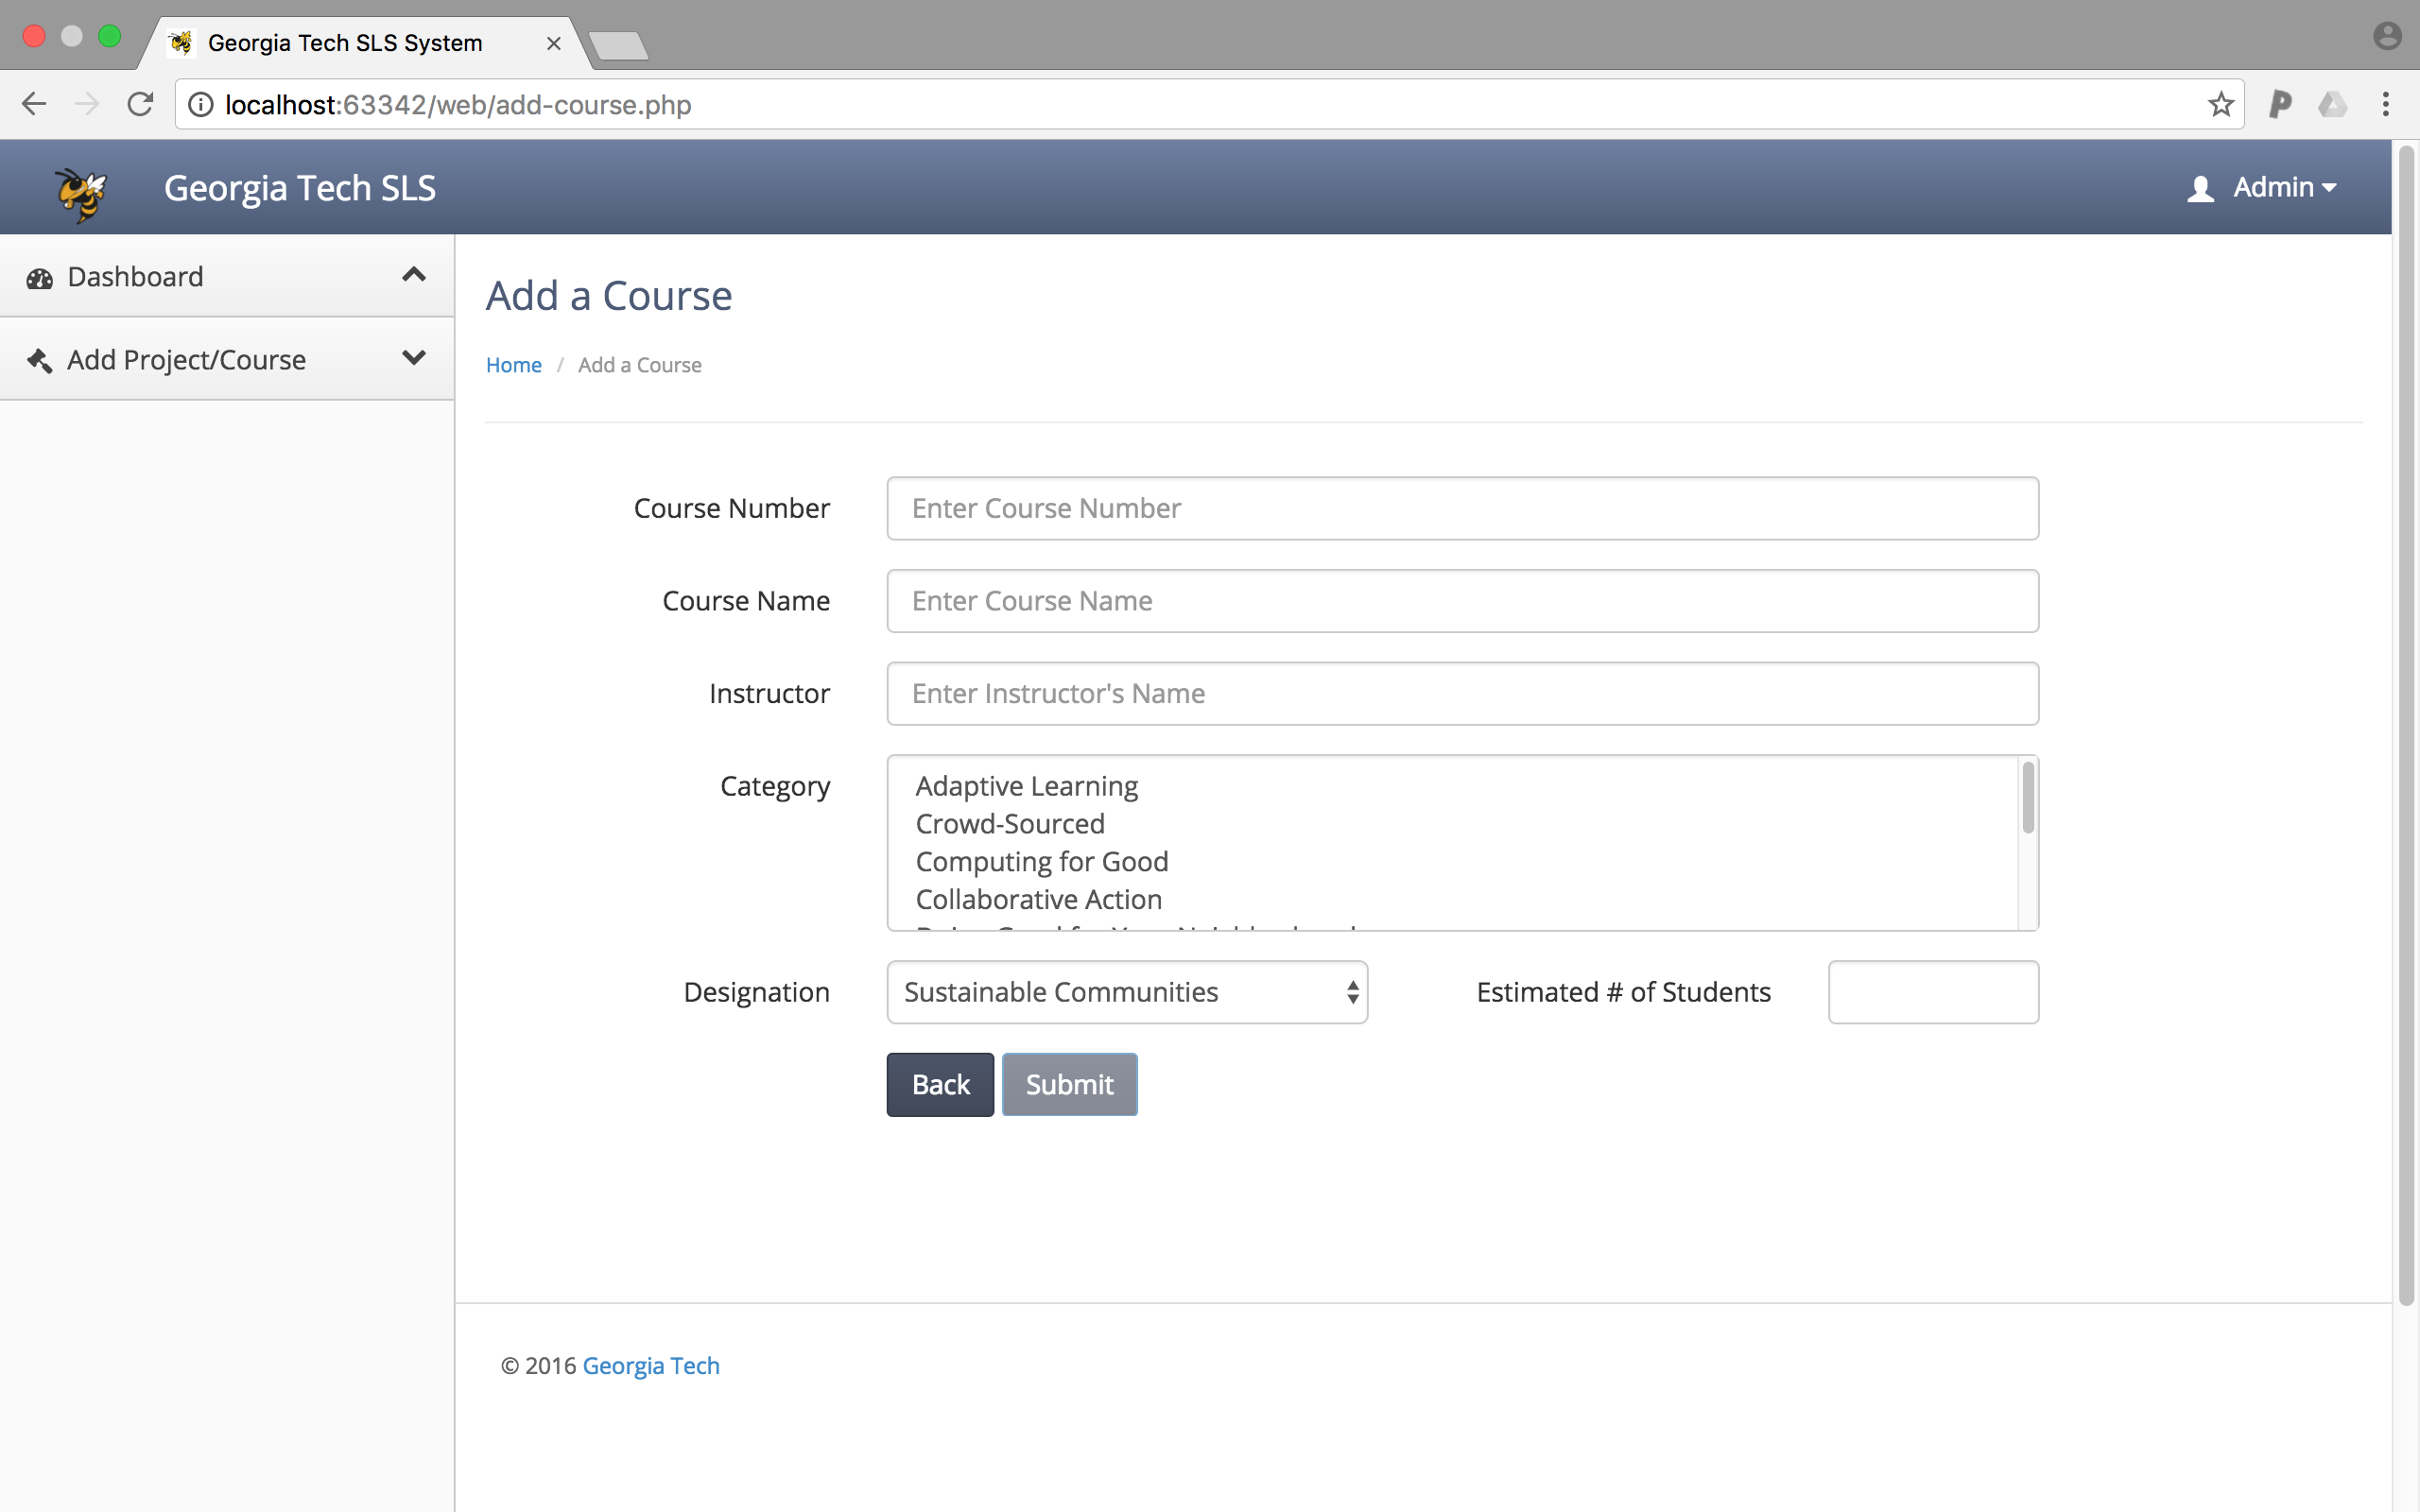 Georgia Tech SLS System
localhost:63342/web/add-course.php
Georgia Tech SLS
Admin
Dashboard
Add Project/Course
Add a Course
Home / Add a Course
Course Number
Enter Course Number
Course Name
Enter Course Name
Instructor
Enter Instructor's Name
Category
Adaptive Learning
Crowd-Sourced
Computing for Good
Collaborative Action
Designation
Sustainable Communities
Estimated # of Students
Back
Submit
© 2016 Georgia Tech